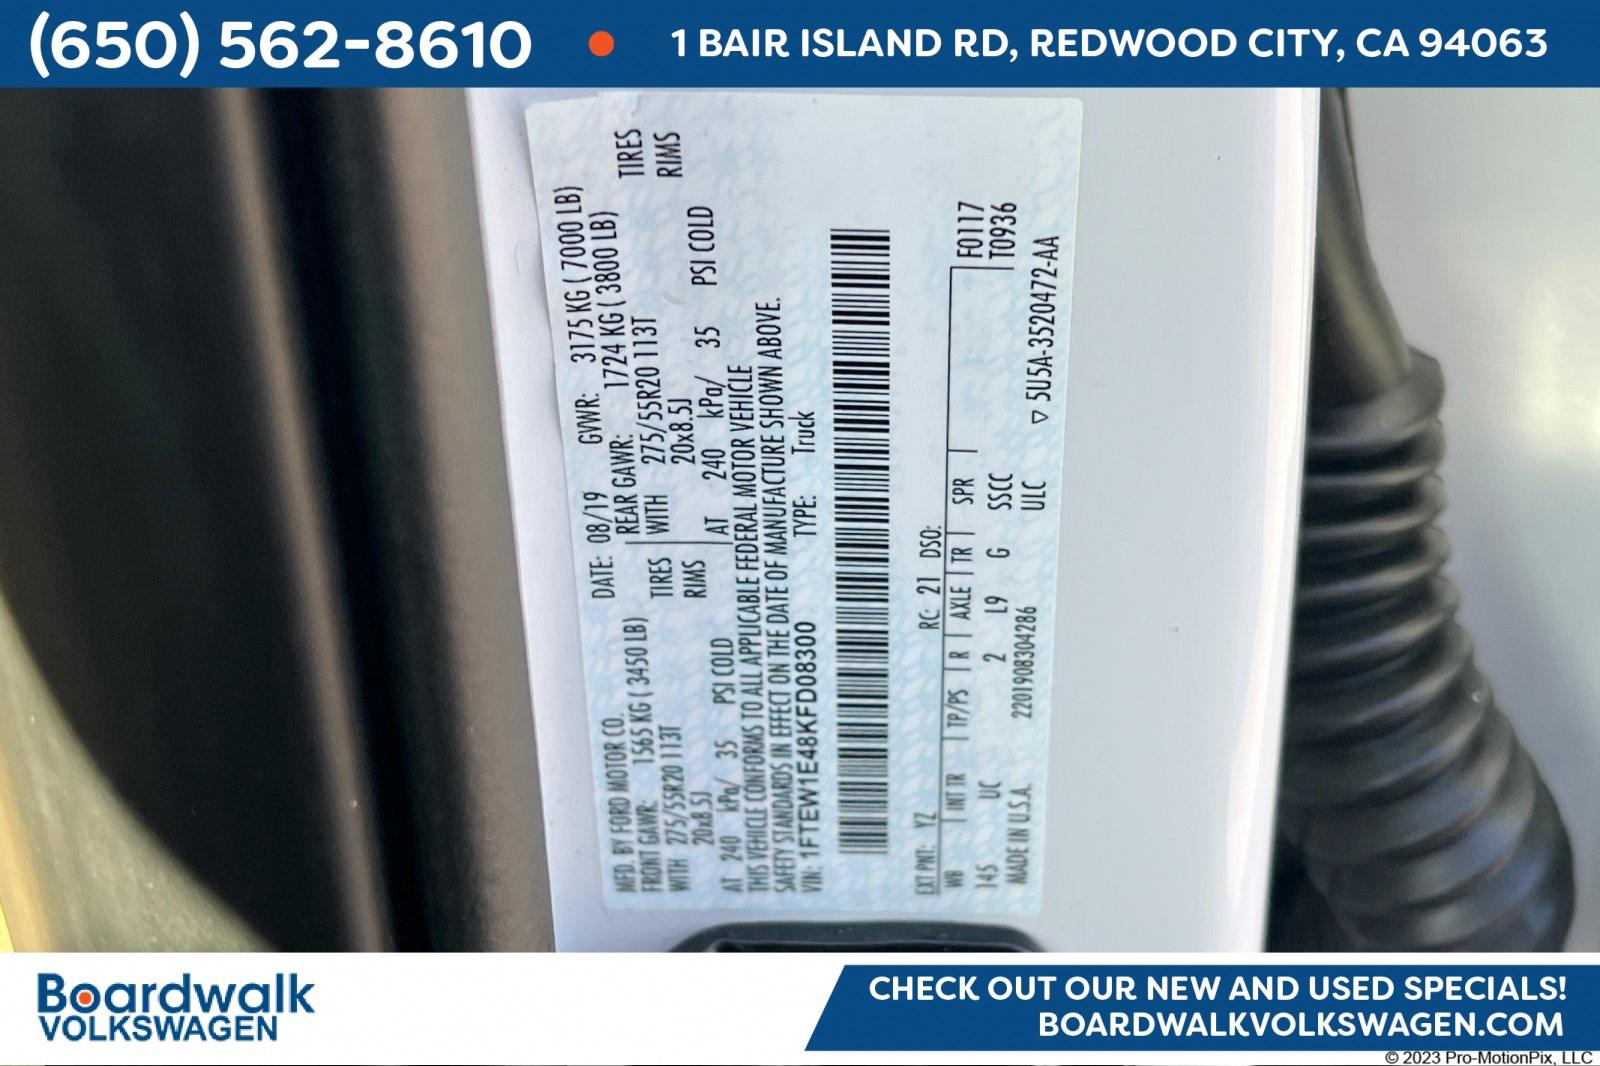 (650) 562-8610 • 1 BAIR ISLAND RD, REDWOOD CITY, CA 94063
MFD. BY FORD MOTOR CO.
DATE: 08/19 GVWR: 3175 KG ( 7000 LB)
FRONT GAWR: 1565 KG ( 3450 LB)
REAR GAWR: 1724 KG ( 3800 LB)
WITH 275/55R20 113T TIRES
WITH 275/55R20 113T TIRES
20x8.5J RIMS
20x8.5J RIMS
AT 240 kPa/ 35 PSI COLD
AT 240 kPa/ 35 PSI COLD
THIS VEHICLE CONFORMS TO ALL APPLICABLE FEDERAL MOTOR VEHICLE
SAFETY STANDARDS IN EFFECT ON THE DATE OF MANUFACTURE SHOWN ABOVE.
VIN: 1FTEW1E48KFD08300 TYPE: Truck
EXT PNT: YZ RC: 21 DSO:
WB | INT TR | TP/PS | R | AXLE | TR | SPR | F0117
145 UC 2 L9 G SSCC T0936
MADE IN U.S.A. 2201908304286 ULC ▽ 5U5A-3520472-AA
Boardwalk
VOLKSWAGEN
CHECK OUT OUR NEW AND USED SPECIALS!
BOARDWALKVOLKSWAGEN.COM
© 2023 Pro-MotionPix, LLC